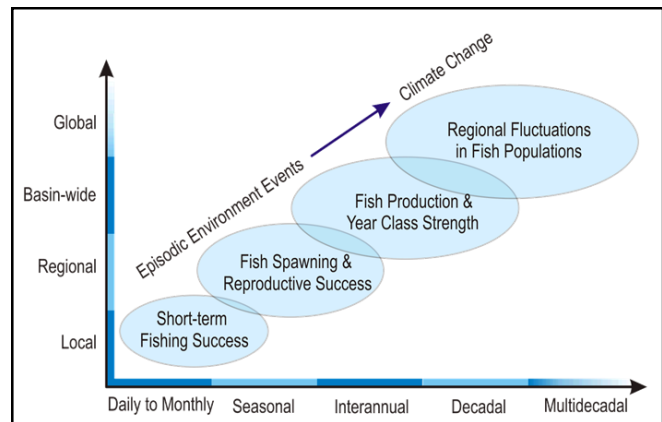 Climate Change
Episodic Environment Events
Global
Basin-wide
Regional
Local
Regional Fluctuations
in Fish Populations
Fish Production &
Year Class Strength
Fish Spawning &
Reproductive Success
Short-term
Fishing Success
Daily to Monthly
Seasonal
Interannual
Decadal
Multidecadal